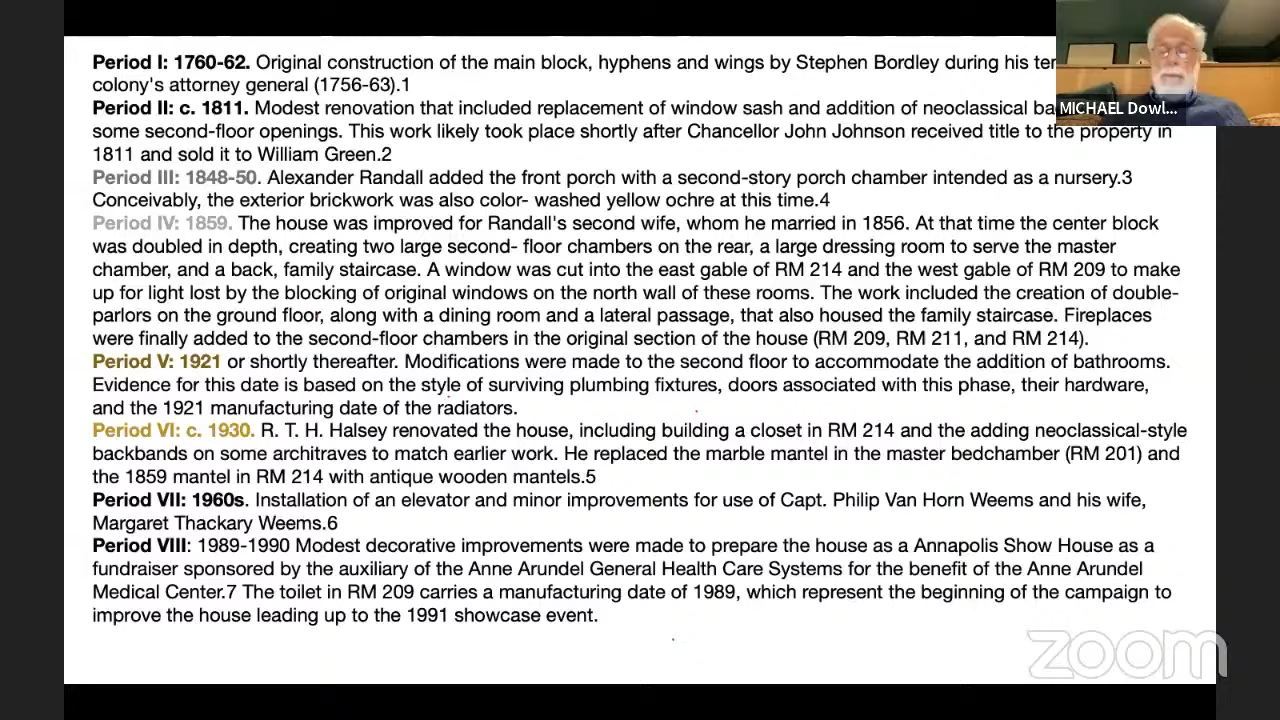 Period I: 1760-62. Original construction of the main block, hyphens and wings by Stephen Bordley during his
colony's attorney general (1756-63).1
Period II: c. 1811. Modest renovation that included replacement of window sash and addition of neoclassical
some second-floor openings. This work likely took place shortly after Chancellor John Johnson received title to the property in
1811 and sold it to William Green.2
Period III: 1848-50. Alexander Randall added the front porch with a second-story porch chamber intended as a nursery.3
Conceivably, the exterior brickwork was also color- washed yellow ochre at this time.4
Period IV: 1859. The house was improved for Randall's second wife, whom he married in 1856. At that time the center block
was doubled in depth, creating two large second- floor chambers on the rear, a large dressing room to serve the master
chamber, and a back, family staircase. A window was cut into the east gable of RM 214 and the west gable of RM 209 to make
up for light lost by the blocking of original windows on the north wall of these rooms. The work included the creation of double-
parlors on the ground floor, along with a dining room and a lateral passage, that also housed the family staircase. Fireplaces
were finally added to the second-floor chambers in the original section of the house (RM 209, RM 211, and RM 214).
Period V: 1921 or shortly thereafter. Modifications were made to the second floor to accommodate the addition of bathrooms.
Evidence for this date is based on the style of surviving plumbing fixtures, doors associated with this phase, their hardware,
and the 1921 manufacturing date of the radiators.
Period VI: c. 1930. R. T. H. Halsey renovated the house, including building a closet in RM 214 and the adding neoclassical-style
backbands on some architraves to match earlier work. He replaced the marble mantel in the master bedchamber (RM 201) and
the 1859 mantel in RM 214 with antique wooden mantels.5
Period VII: 1960s. Installation of an elevator and minor improvements for use of Capt. Philip Van Horn Weems and his wife,
Margaret Thackary Weems.6
Period VIII: 1989-1990 Modest decorative improvements were made to prepare the house as a Annapolis Show House as a
fundraiser sponsored by the auxiliary of the Anne Arundel General Health Care Systems for the benefit of the Anne Arundel
Medical Center.7 The toilet in RM 209 carries a manufacturing date of 1989, which represent the beginning of the campaign to
improve the house leading up to the 1991 showcase event.
MICHAEL Dowl...
zoom